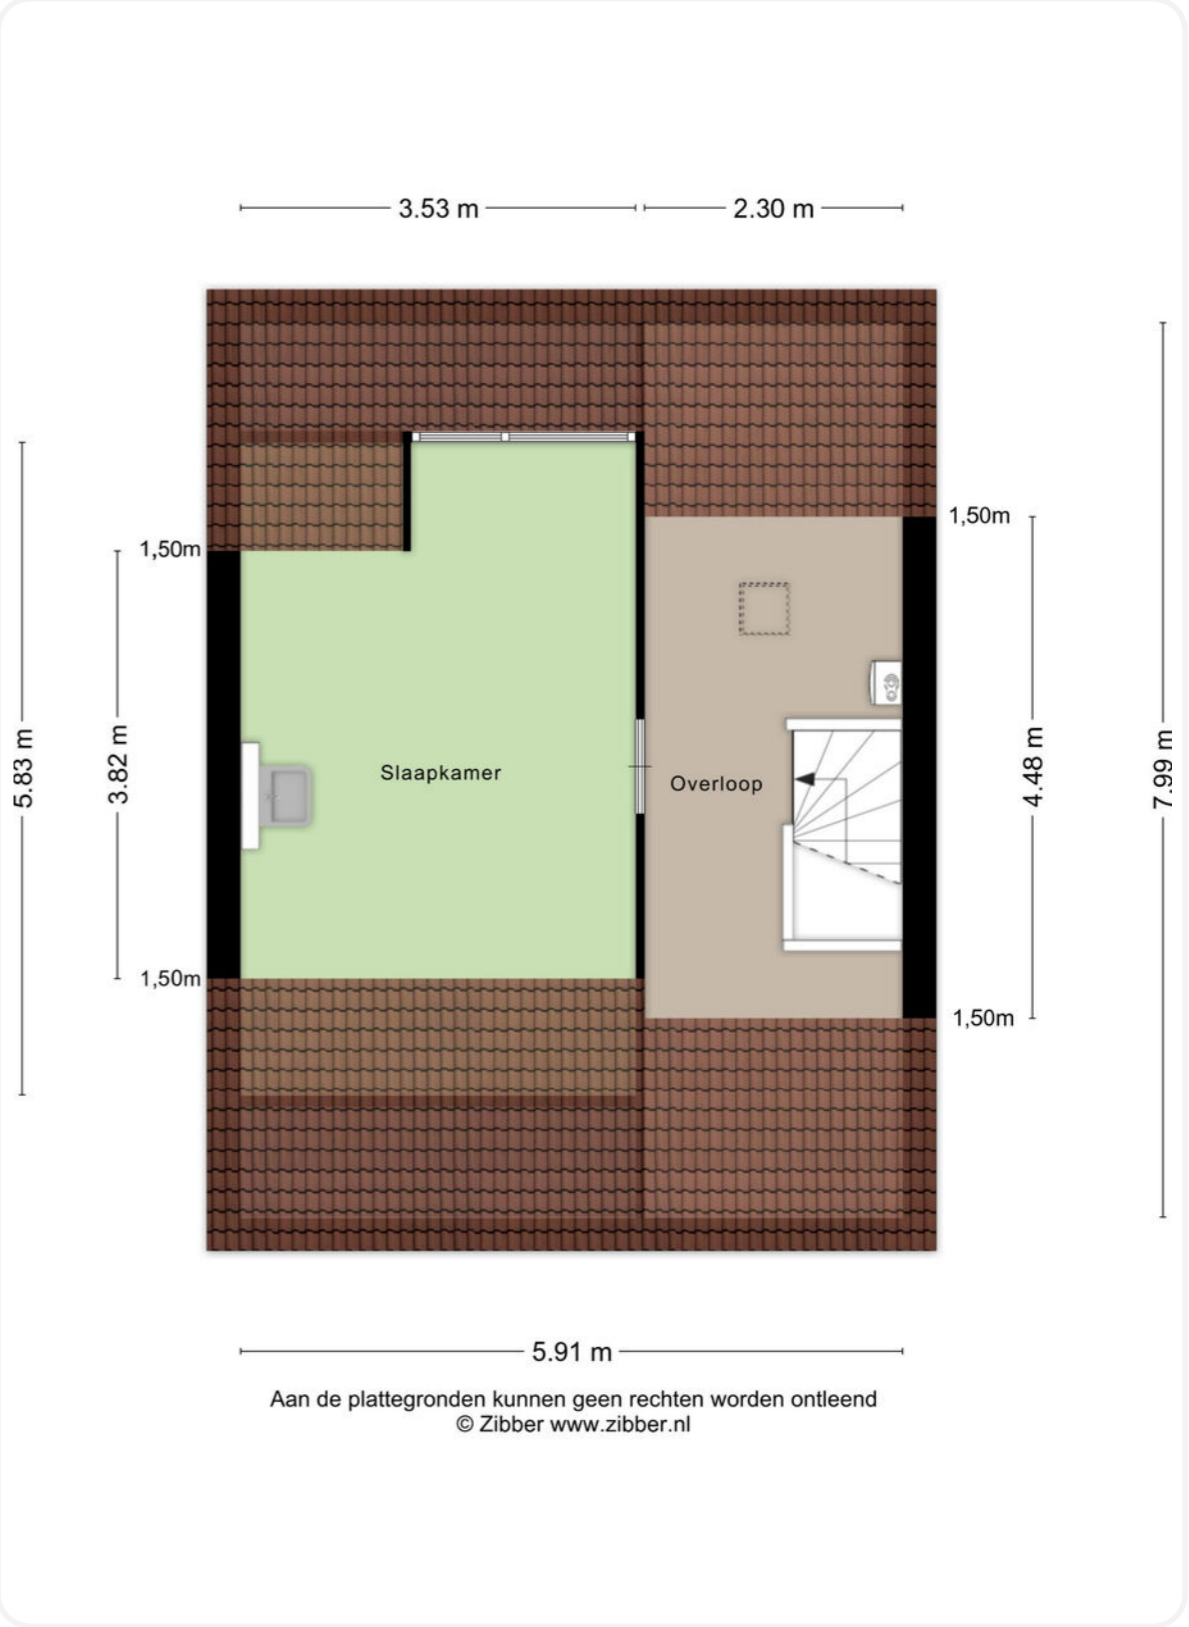 3.53 m
2.30 m
1,50m
1,50m
5.83 m
3.82 m
Slaapkamer
Overloop
4.48 m
7.99 m
1,50m
1,50m
5.91 m
Aan de plattegronden kunnen geen rechten worden ontleend
© Zibber www.zibber.nl